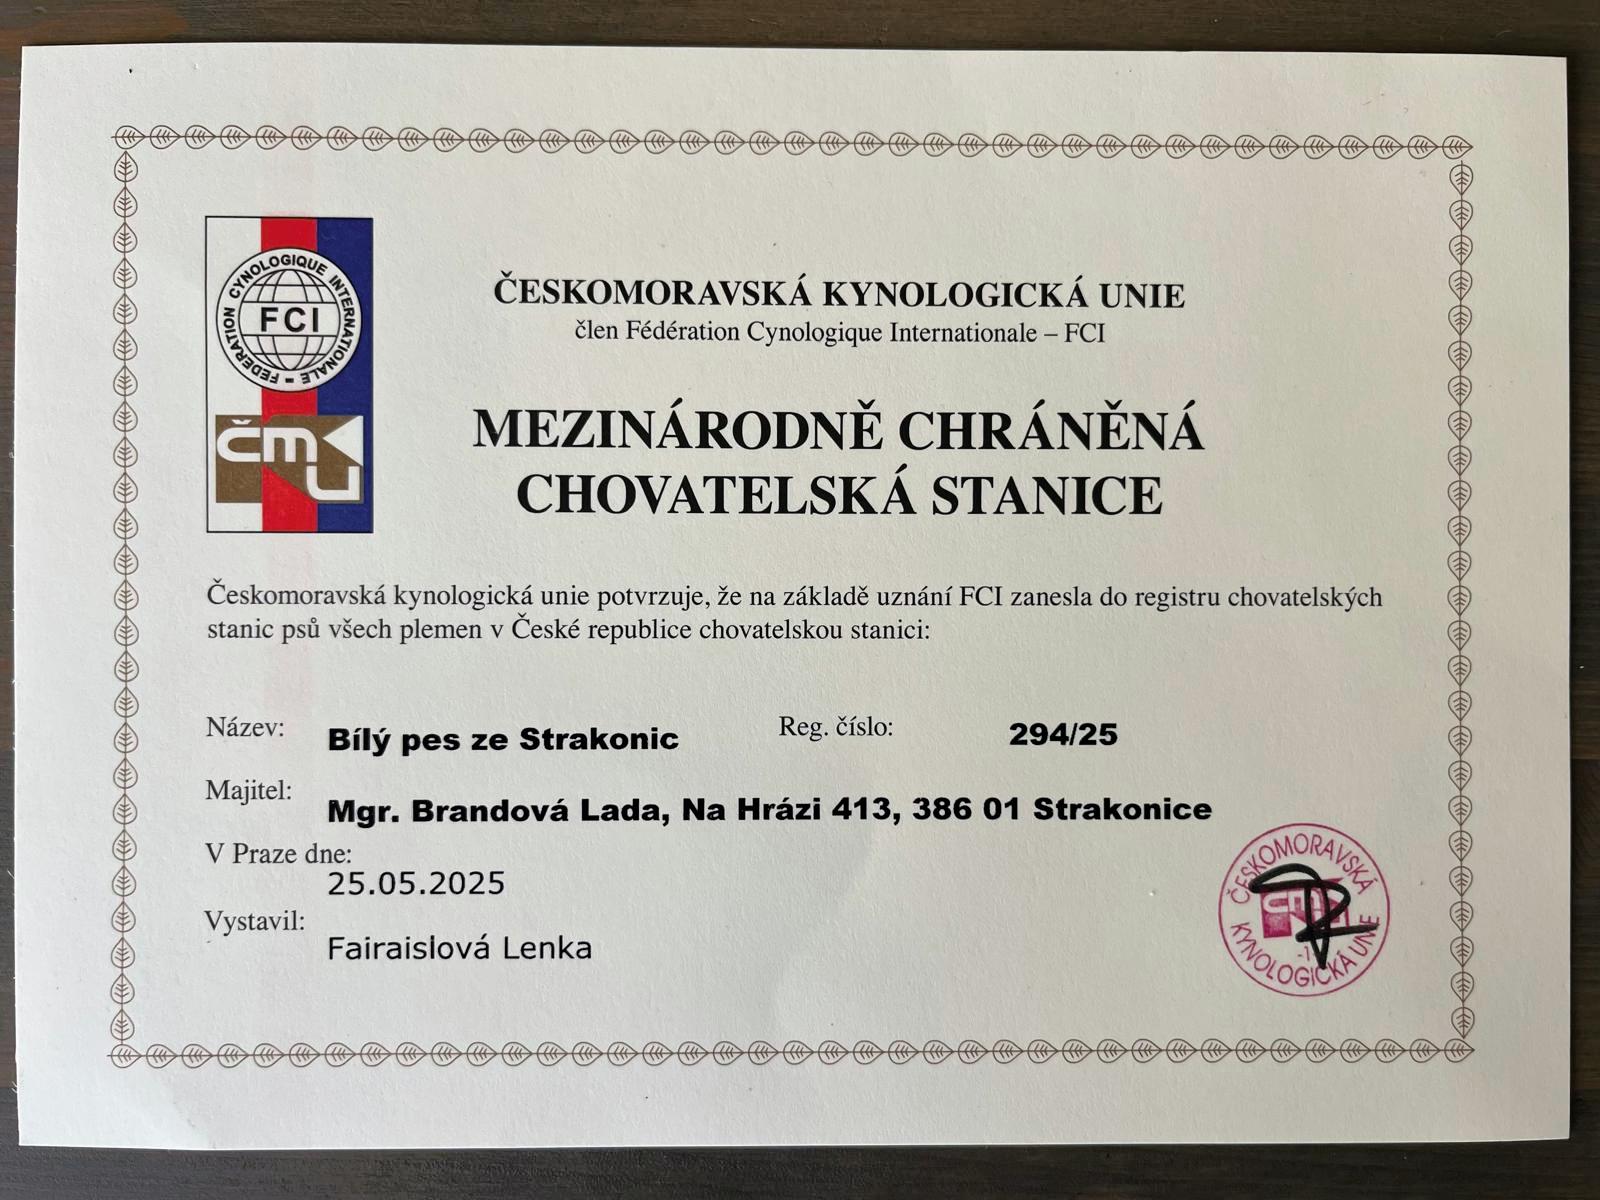 FEDERATION CYNOLOGIQUE INTERNATIONALE –
FCI
čmku
ČESKOMORAVSKÁ KYNOLOGICKÁ UNIE
člen Fédération Cynologique Internationale – FCI
MEZINÁRODNĚ CHRÁNĚNÁ
CHOVATELSKÁ STANICE
Českomoravská kynologická unie potvrzuje, že na základě uznání FCI zanesla do registru chovatelských
stanic psů všech plemen v České republice chovatelskou stanici:
Název: Bílý pes ze Strakonic Reg. číslo: 294/25
Majitel: Mgr. Brandová Lada, Na Hrázi 413, 386 01 Strakonice
V Praze dne: 25.05.2025
Vystavil: Fairaislová Lenka
ČESKOMORAVSKÁ
KYNOLOGICKÁ UNIE